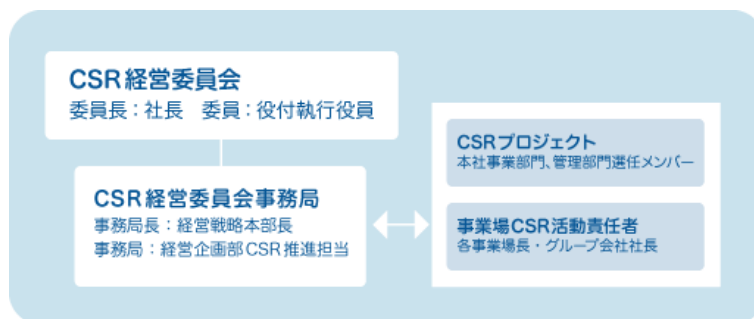 CSR経営委員会
委員長：社長　委員：役付執行役員
CSR経営委員会事務局
事務局長：経営戦略本部長
事務局：経営企画部CSR推進担当
CSRプロジェクト
本社事業部門、管理部門選任メンバー
事業場CSR活動責任者
各事業場長・グループ会社社長